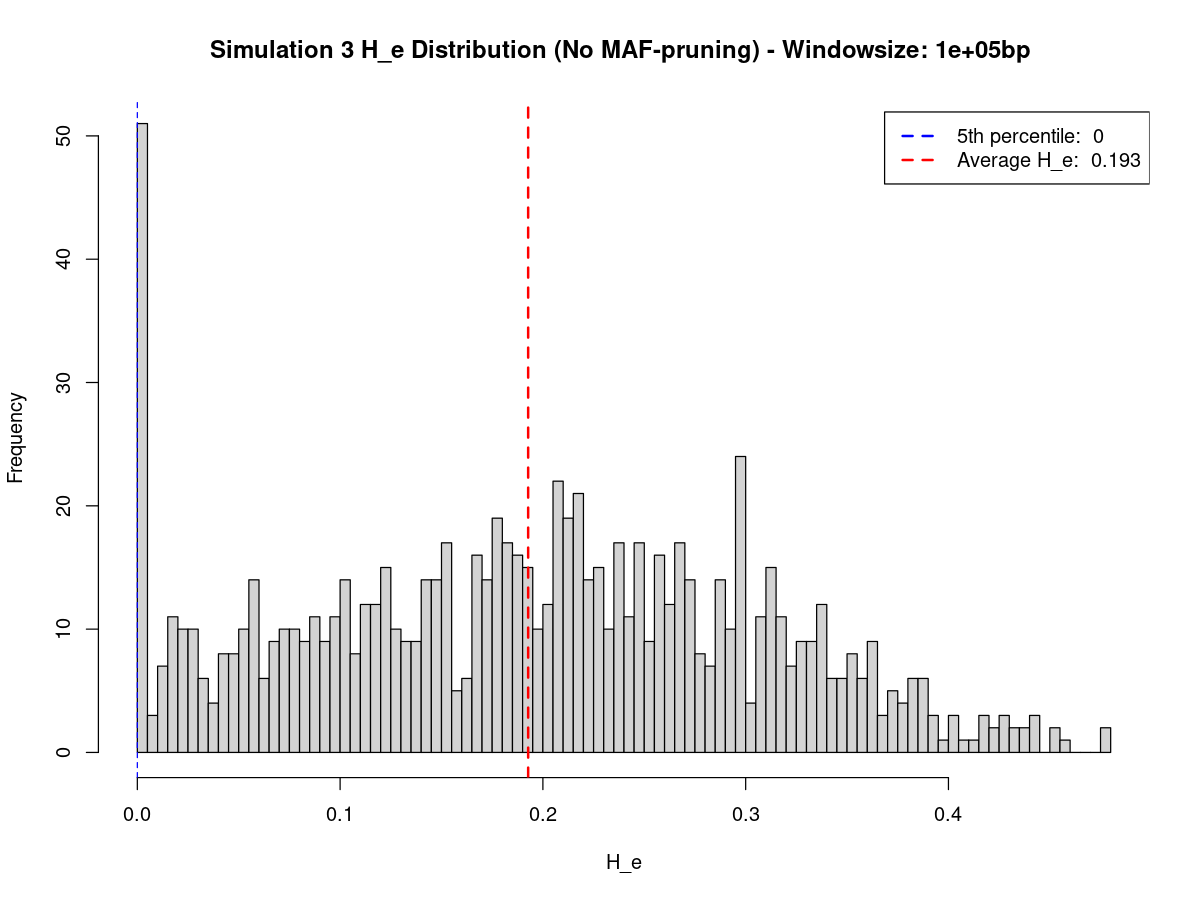 Simulation 3 H_e Distribution (No MAF-pruning) - Windowsize: 1e+05bp
5th percentile:  0
Average H_e:  0.193
Frequency
50
40
30
20
10
0
0.0
0.1
0.2
0.3
0.4
H_e